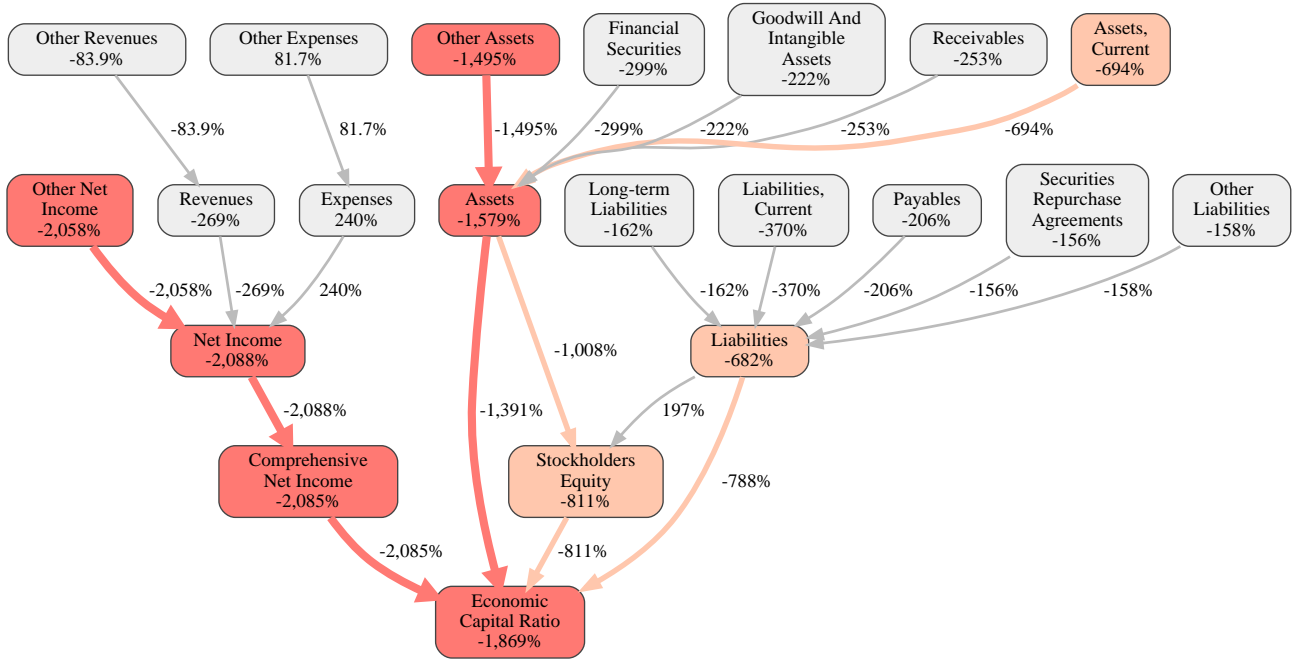 Other Revenues
-83.9%
Other Expenses
81.7%
Other Assets
-1,495%
Financial
Securities
-299%
Goodwill And
Intangible
Assets
-222%
Receivables
-253%
Assets,
Current
-694%
-83.9%
81.7%
-1,495%
-299%
-222%
-253%
-694%
Other Net
Income
-2,058%
Revenues
-269%
Expenses
240%
Assets
-1,579%
Long-term
Liabilities
-162%
Liabilities,
Current
-370%
Payables
-206%
Securities
Repurchase
Agreements
-156%
Other
Liabilities
-158%
-2,058%
-269%
240%
-162%
-370%
-206%
-156%
-158%
Net Income
-2,088%
-1,008%
Liabilities
-682%
-2,088%
-1,391%
197%
Comprehensive
Net Income
-2,085%
Stockholders
Equity
-811%
-788%
-2,085%
-811%
Economic
Capital Ratio
-1,869%